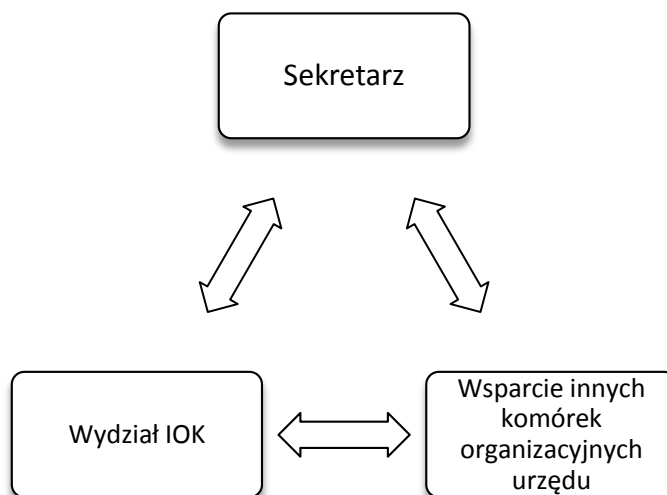 Sekretarz
Wydział IOK
Wsparcie innych
komórek
organizacyjnych
urzędu